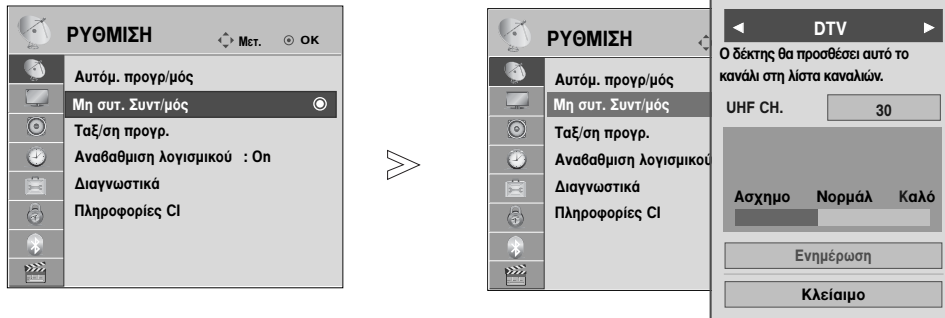 ΡΥΘΜΙΣΗ Μετ. OK
Αυτόμ. προγρ/μός
Μη συτ. Συντ/μός
Ταξ/ση προγρ.
Αναβαθμιση λογισμικού : On
Διαγνωστικά
Πληροφορίες CI
ΡΥΘΜΙΣΗ
Αυτόμ. προγρ/μός
Μη συτ. Συντ/μός
Ταξ/ση προγρ.
Αναβαθμιση λογισμικού
Διαγνωστικά
Πληροφορίες CI
◄ DTV ►
Ο δέκτης θα προσθέσει αυτό το
κανάλι στη λίστα καναλιών.
UHF CH. 30
Ασχημο Νορμάλ Καλό
Ενημέρωση
Κλείαιμο